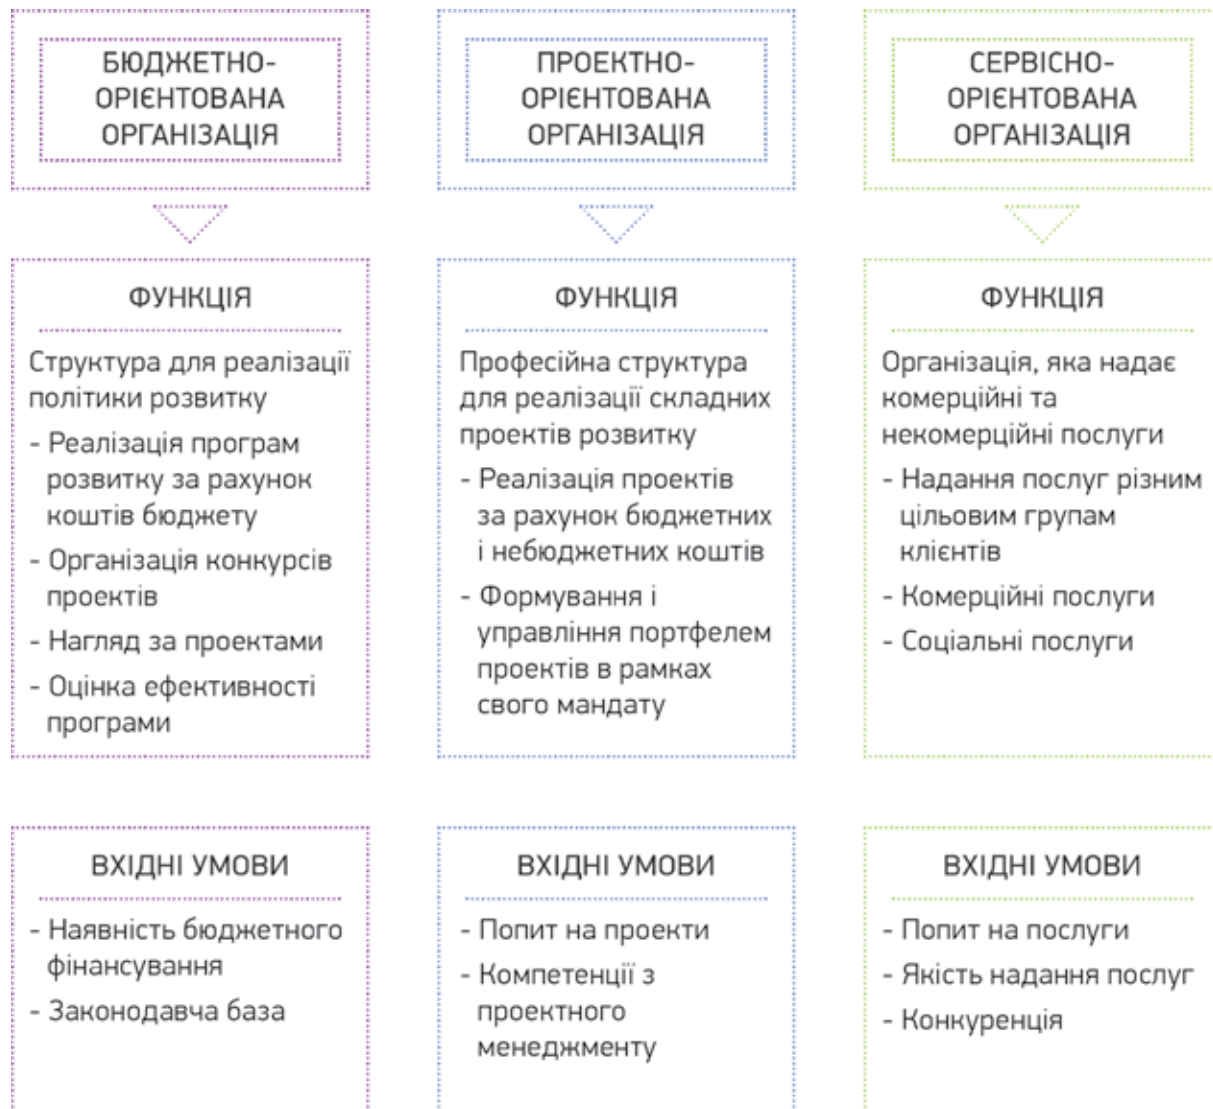 БЮДЖЕТНО-
ОРІЄНТОВАНА
ОРГАНІЗАЦІЯ
ФУНКЦІЯ
Структура для реалізації
політики розвитку
- Реалізація програм
розвитку за рахунок
коштів бюджету
- Організація конкурсів
проектів
- Нагляд за проектами
- Оцінка ефективності
програми
ВХІДНІ УМОВИ
- Наявність бюджетного
фінансування
- Законодавча база
ПРОЕКТНО-
ОРІЄНТОВАНА
ОРГАНІЗАЦІЯ
ФУНКЦІЯ
Професійна структура
для реалізації складних
проектів розвитку
- Реалізація проектів
за рахунок бюджетних
і небюджетних коштів
- Формування і
управління портфелем
проектів в рамках
свого мандату
ВХІДНІ УМОВИ
- Попит на проекти
- Компетенції з
проектного
менеджменту
СЕРВІСНО-
ОРІЄНТОВАНА
ОРГАНІЗАЦІЯ
ФУНКЦІЯ
Організація, яка надає
комерційні та
некомерційні послуги
- Надання послуг різним
цільовим групам
клієнтів
- Комерційні послуги
- Соціальні послуги
ВХІДНІ УМОВИ
- Попит на послуги
- Якість надання послуг
- Конкуренція